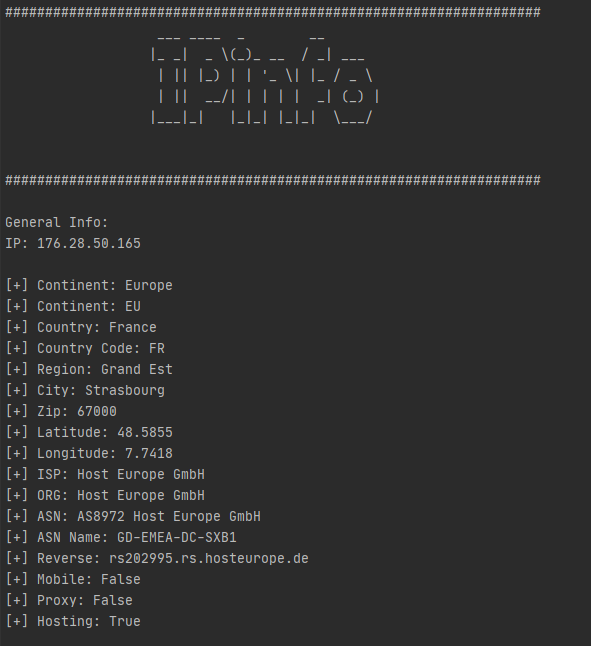 ###################################################################
 ___ ____  _        __
|_ _|  _ \(_)_ __  / _| ___
 | || |_) | | '_ \| |_ / _ \
 | ||  __/| | | | |  _| (_) |
|___|_|   |_|_| |_|_|  \___/
###################################################################
General Info:
IP: 176.28.50.165
[+] Continent: Europe
[+] Continent: EU
[+] Country: France
[+] Country Code: FR
[+] Region: Grand Est
[+] City: Strasbourg
[+] Zip: 67000
[+] Latitude: 48.5855
[+] Longitude: 7.7418
[+] ISP: Host Europe GmbH
[+] ORG: Host Europe GmbH
[+] ASN: AS8972 Host Europe GmbH
[+] ASN Name: GD-EMEA-DC-SXB1
[+] Reverse: rs202995.rs.hosteurope.de
[+] Mobile: False
[+] Proxy: False
[+] Hosting: True